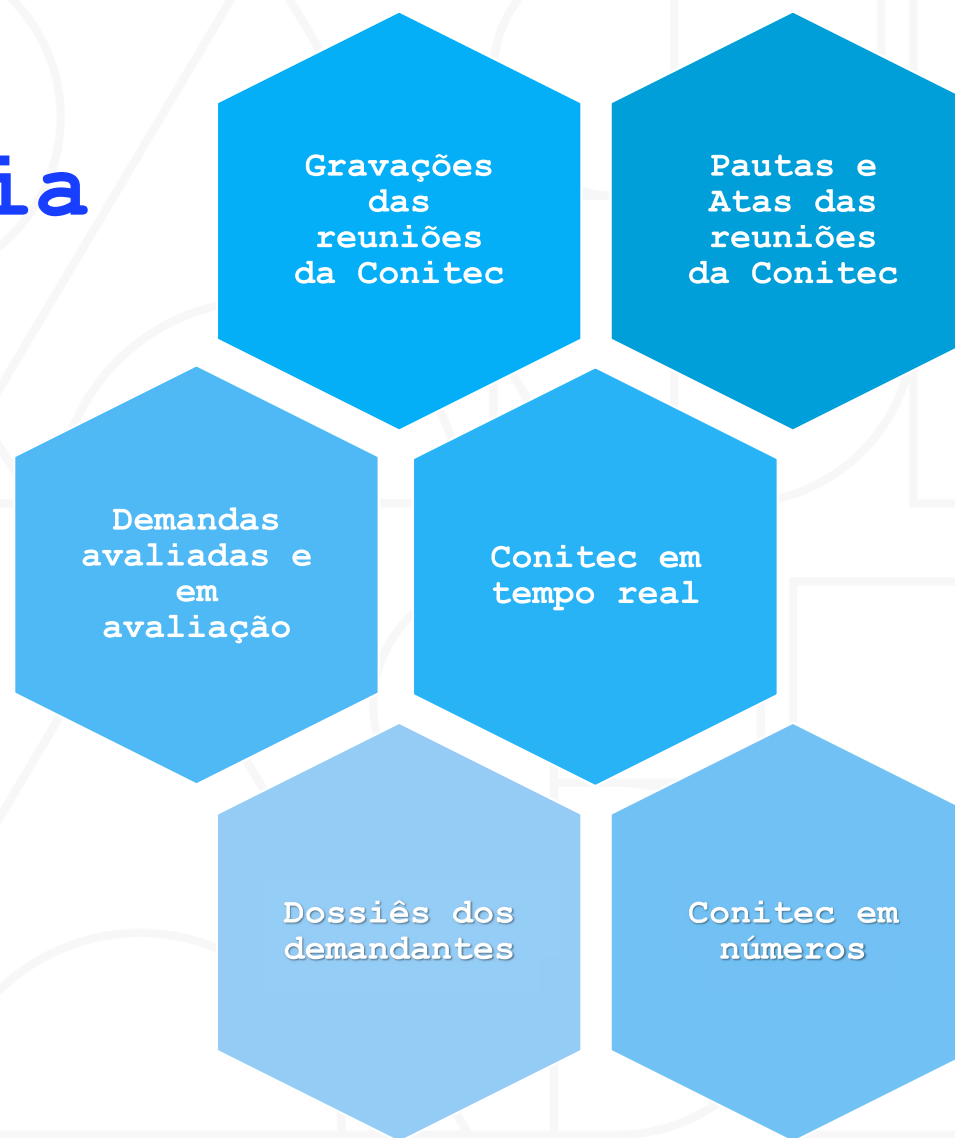 ia
Gravações
das
reuniões
da Conitec
Pautas e
Atas das
reuniões
da Conitec
Demandas
avaliadas e
em
avaliação
Conitec em
tempo real
Dossiês dos
demandantes
Conitec em
números